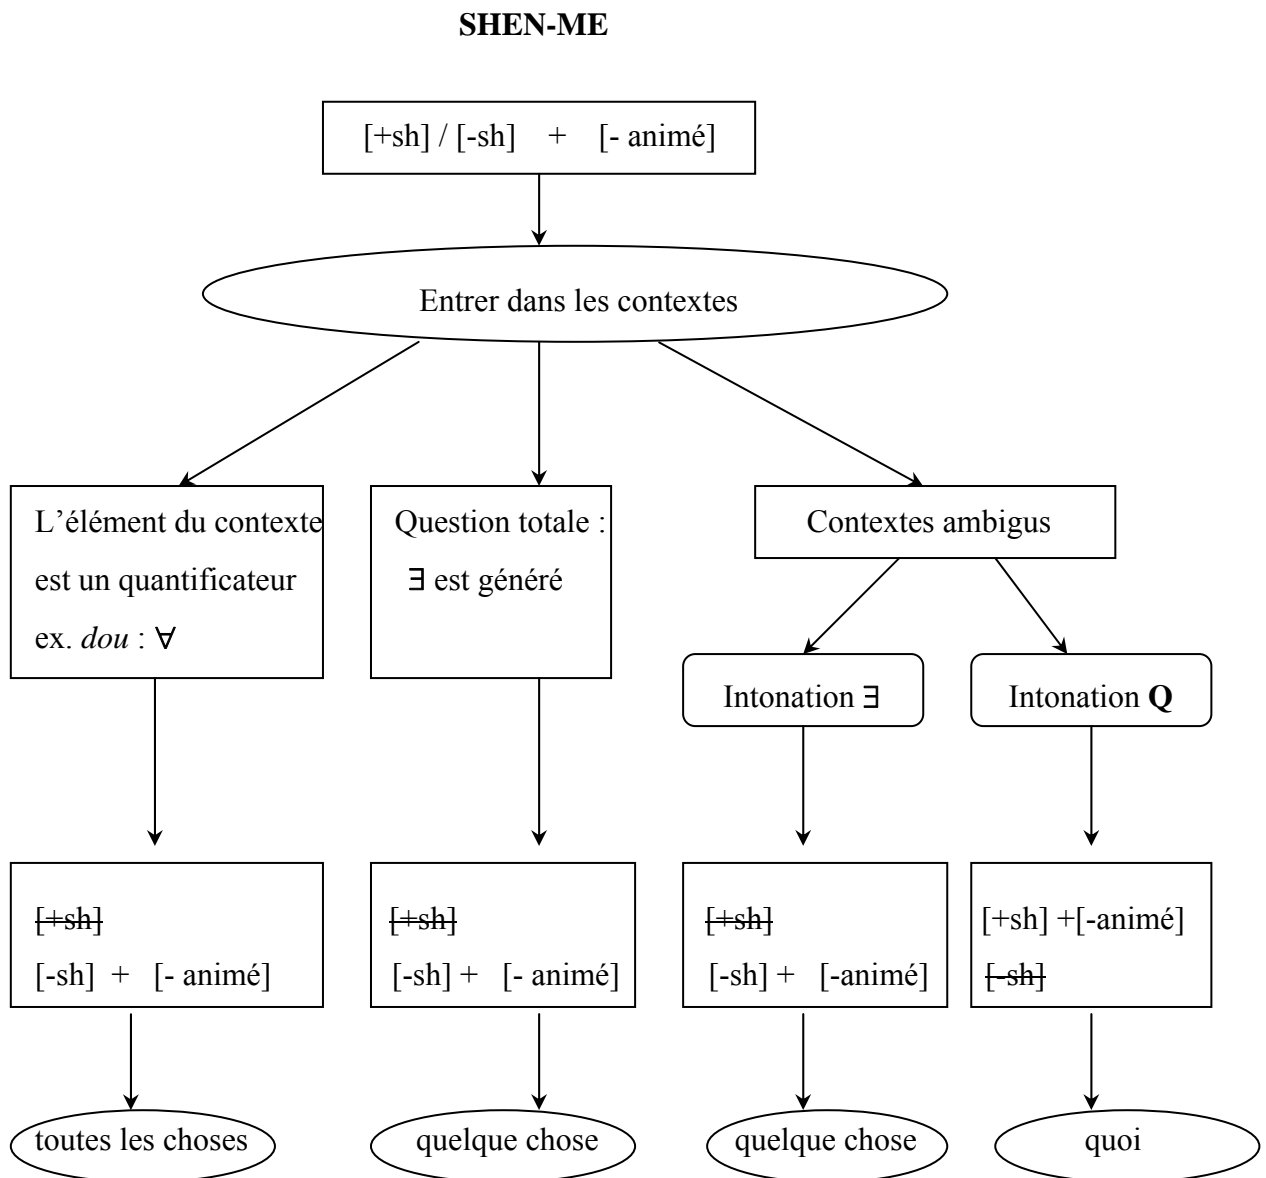 SHEN-ME
[+sh] / [-sh] + [- animé]
Entrer dans les contextes
L’élément du contexte
est un quantificateur
ex. dou : ∀
Question totale :
∃ est généré
Contextes ambigus
Intonation ∃
Intonation Q
[+sh]
[-sh] + [- animé]
[+sh]
[-sh] + [- animé]
[+sh]
[-sh] + [-animé]
[+sh] +[-animé]
[-sh]
toutes les choses
quelque chose
quelque chose
quoi